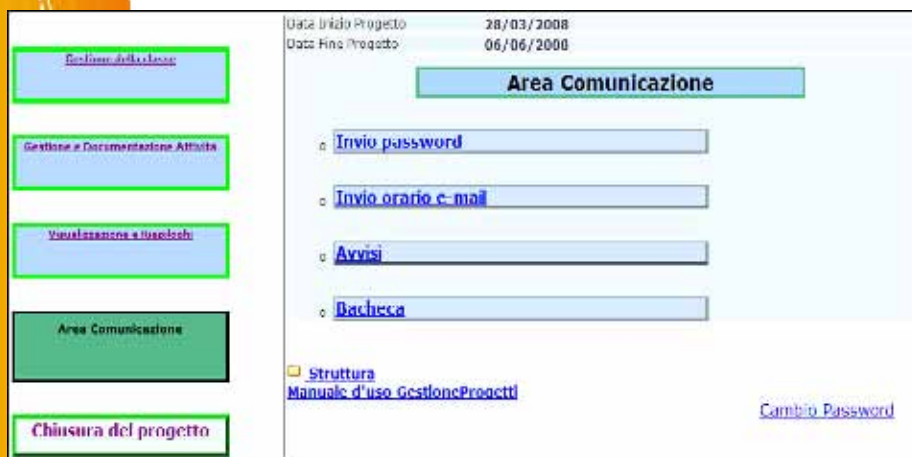 Data Inizio Progetto 28/03/2008
Data Fine Progetto 06/06/2008
Gestione della classe
Area Comunicazione
Invio password
Gestione e Documentazione Attività
Invio orario e-mail
Visualizzazione e Riepiloghi
Avvisi
Bacheca
Area Comunicazione
Struttura
Manuale d'uso GestioneProgetti
Cambio Password
Chiusura del progetto